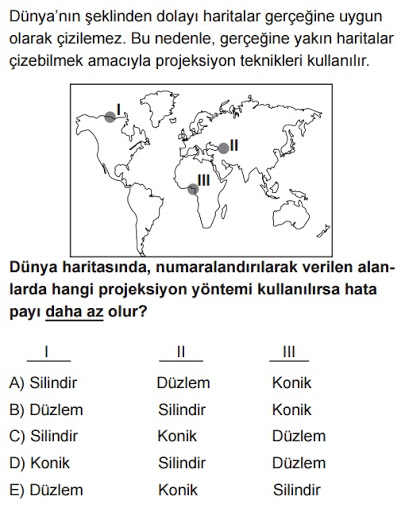 Dünya'nın şeklinden dolayı haritalar gerçeğine uygun
olarak çizilemez. Bu nedenle, gerçeğine yakın haritalar
çizebilmek amacıyla projeksiyon teknikleri kullanılır.
I
II
III
Dünya haritasında, numaralandırılarak verilen alan-
larda hangi projeksiyon yöntemi kullanılırsa hata
payı daha az olur?
I II III
A) Silindir Düzlem Konik
B) Düzlem Silindir Konik
C) Silindir Konik Düzlem
D) Konik Silindir Düzlem
E) Düzlem Konik Silindir